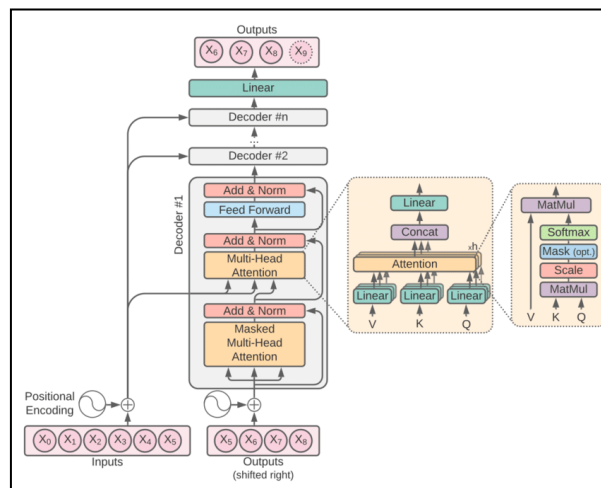 Outputs
X6 X7 X8 X9
Linear
Decoder #n
...
Decoder #2
Decoder #1
Add & Norm
Feed Forward
Add & Norm
Multi-Head
Attention
Add & Norm
Masked
Multi-Head
Attention
Positional
Encoding
X0 X1 X2 X3 X4 X5
Inputs
X5 X6 X7 X8
Outputs
(shifted right)
Linear
Concat
xh
Attention
Linear Linear Linear
V K Q
MatMul
Softmax
Mask (opt.)
Scale
MatMul
V K Q